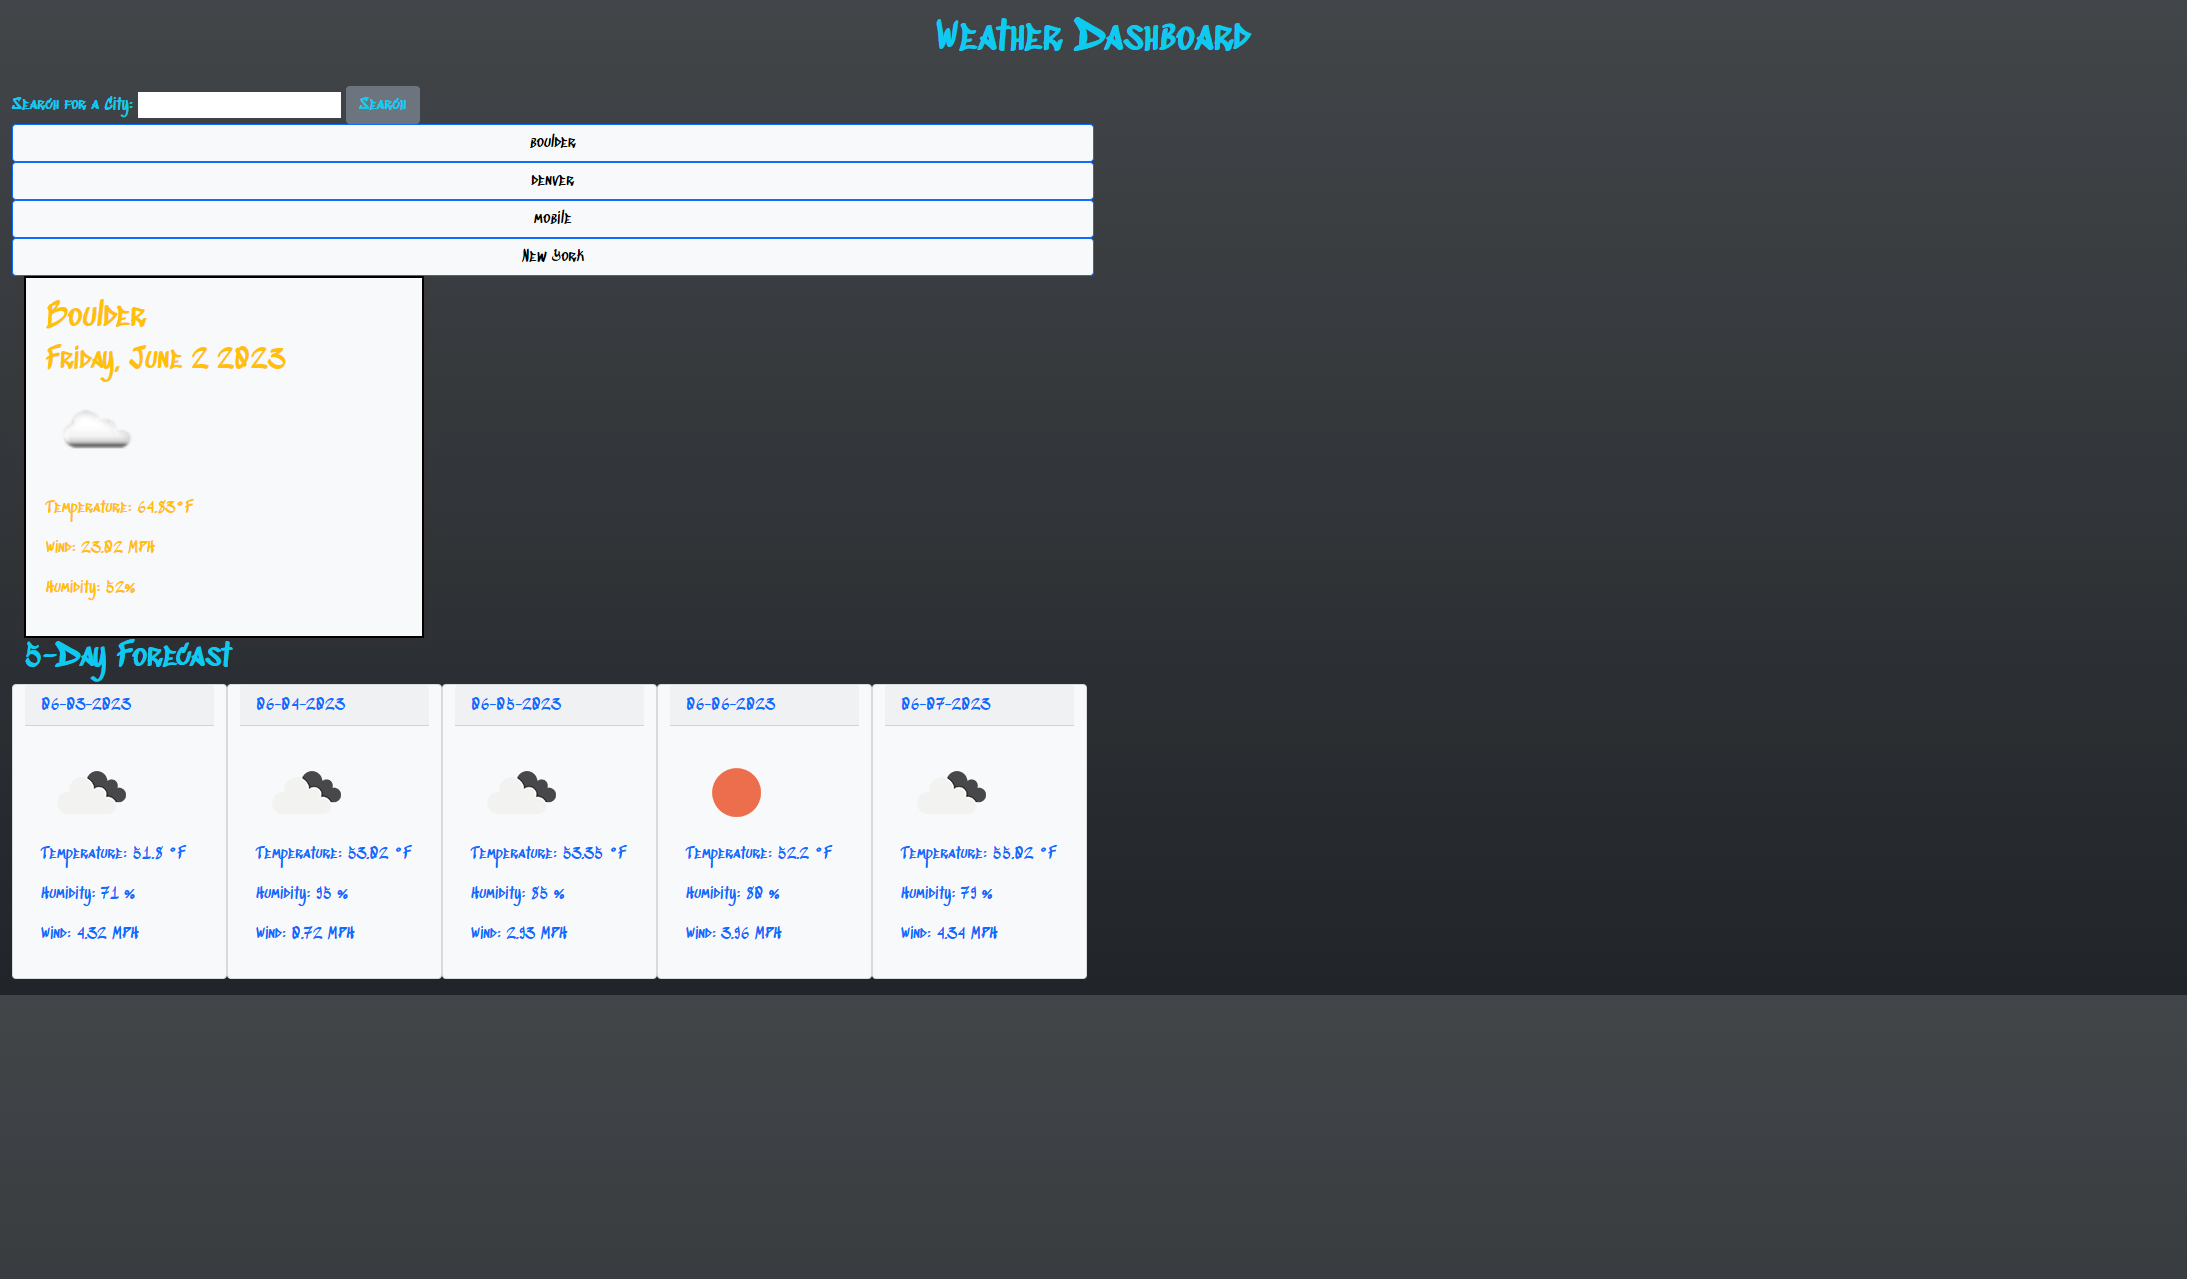 Weather Dashboard
Search for a City: Search
boulder
denver
mobile
New York
Boulder
Friday, June 2 2023
Temperature: 64.83°F
Wind: 23.02 MPH
Humidity: 52%
5-Day Forecast
06-03-2023 06-04-2023 06-05-2023 06-06-2023 06-07-2023
Temperature: 51.8 °F Temperature: 53.02 °F Temperature: 53.35 °F Temperature: 52.2 °F Temperature: 55.02 °F
Humidity: 71 % Humidity: 95 % Humidity: 85 % Humidity: 80 % Humidity: 79 %
Wind: 4.32 MPH Wind: 0.72 MPH Wind: 2.93 MPH Wind: 3.96 MPH Wind: 4.34 MPH